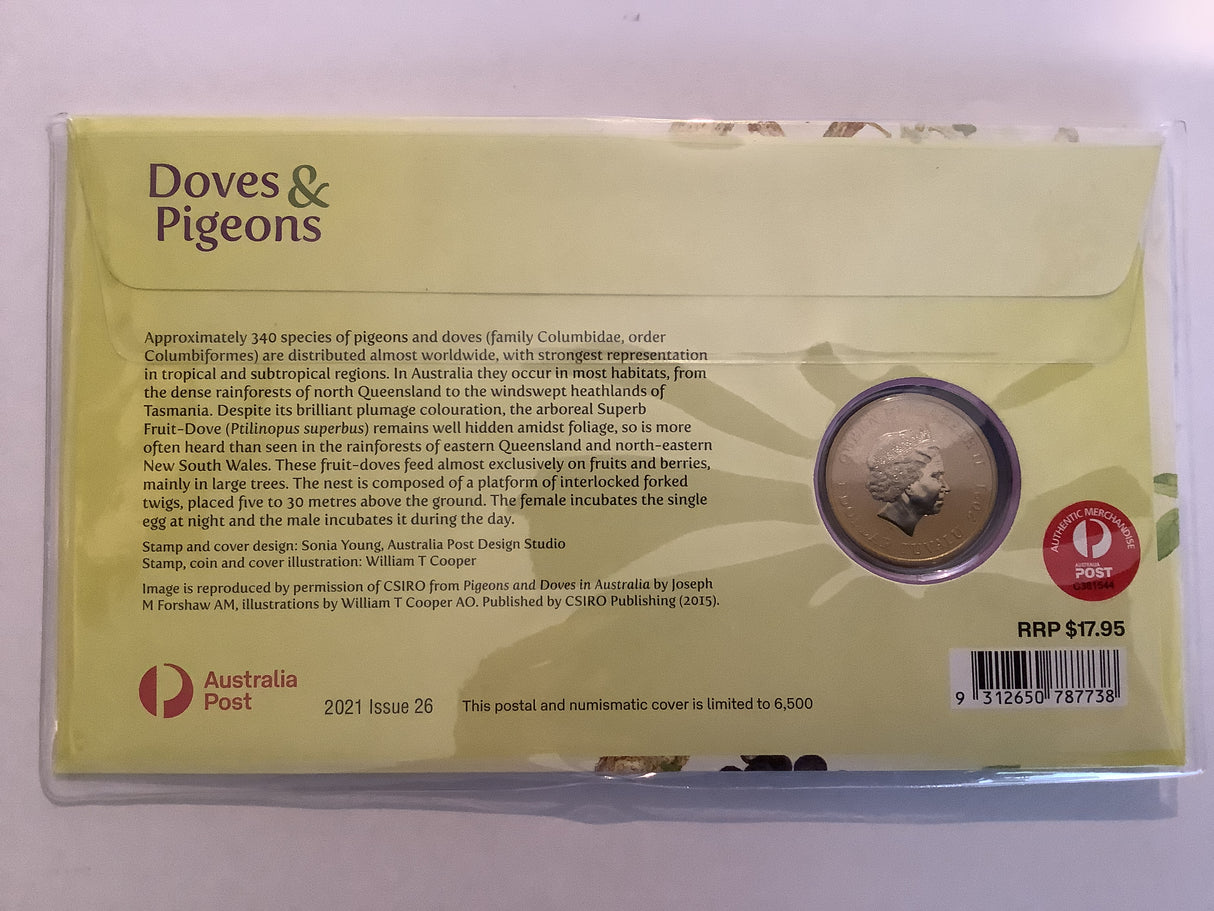 Doves &
Pigeons
Approximately 340 species of pigeons and doves (family Columbidae, order
Columbiformes) are distributed almost worldwide, with strongest representation
in tropical and subtropical regions. In Australia they occur in most habitats, from
the dense rainforests of north Queensland to the windswept heathlands of
Tasmania. Despite its brilliant plumage colouration, the arboreal Superb
Fruit-Dove (Ptilinopus superbus) remains well hidden amidst foliage, so is more
often heard than seen in the rainforests of eastern Queensland and north-eastern
New South Wales. These fruit-doves feed almost exclusively on fruits and berries,
mainly in large trees. The nest is composed of a platform of interlocked forked
twigs, placed five to 30 metres above the ground. The female incubates the single
egg at night and the male incubates it during the day.
Stamp and cover design: Sonia Young, Australia Post Design Studio
Stamp, coin and cover illustration: William T Cooper
Image is reproduced by permission of CSIRO from Pigeons and Doves in Australia by Joseph
M Forshaw AM, illustrations by William T Cooper AO. Published by CSIRO Publishing (2015).
TUVALU 2021
AUTHENTIC MERCHANDISE
AUSTRALIA
POST
RRP $17.95
9 312650 787738
Australia
Post
2021 Issue 26
This postal and numismatic cover is limited to 6,500